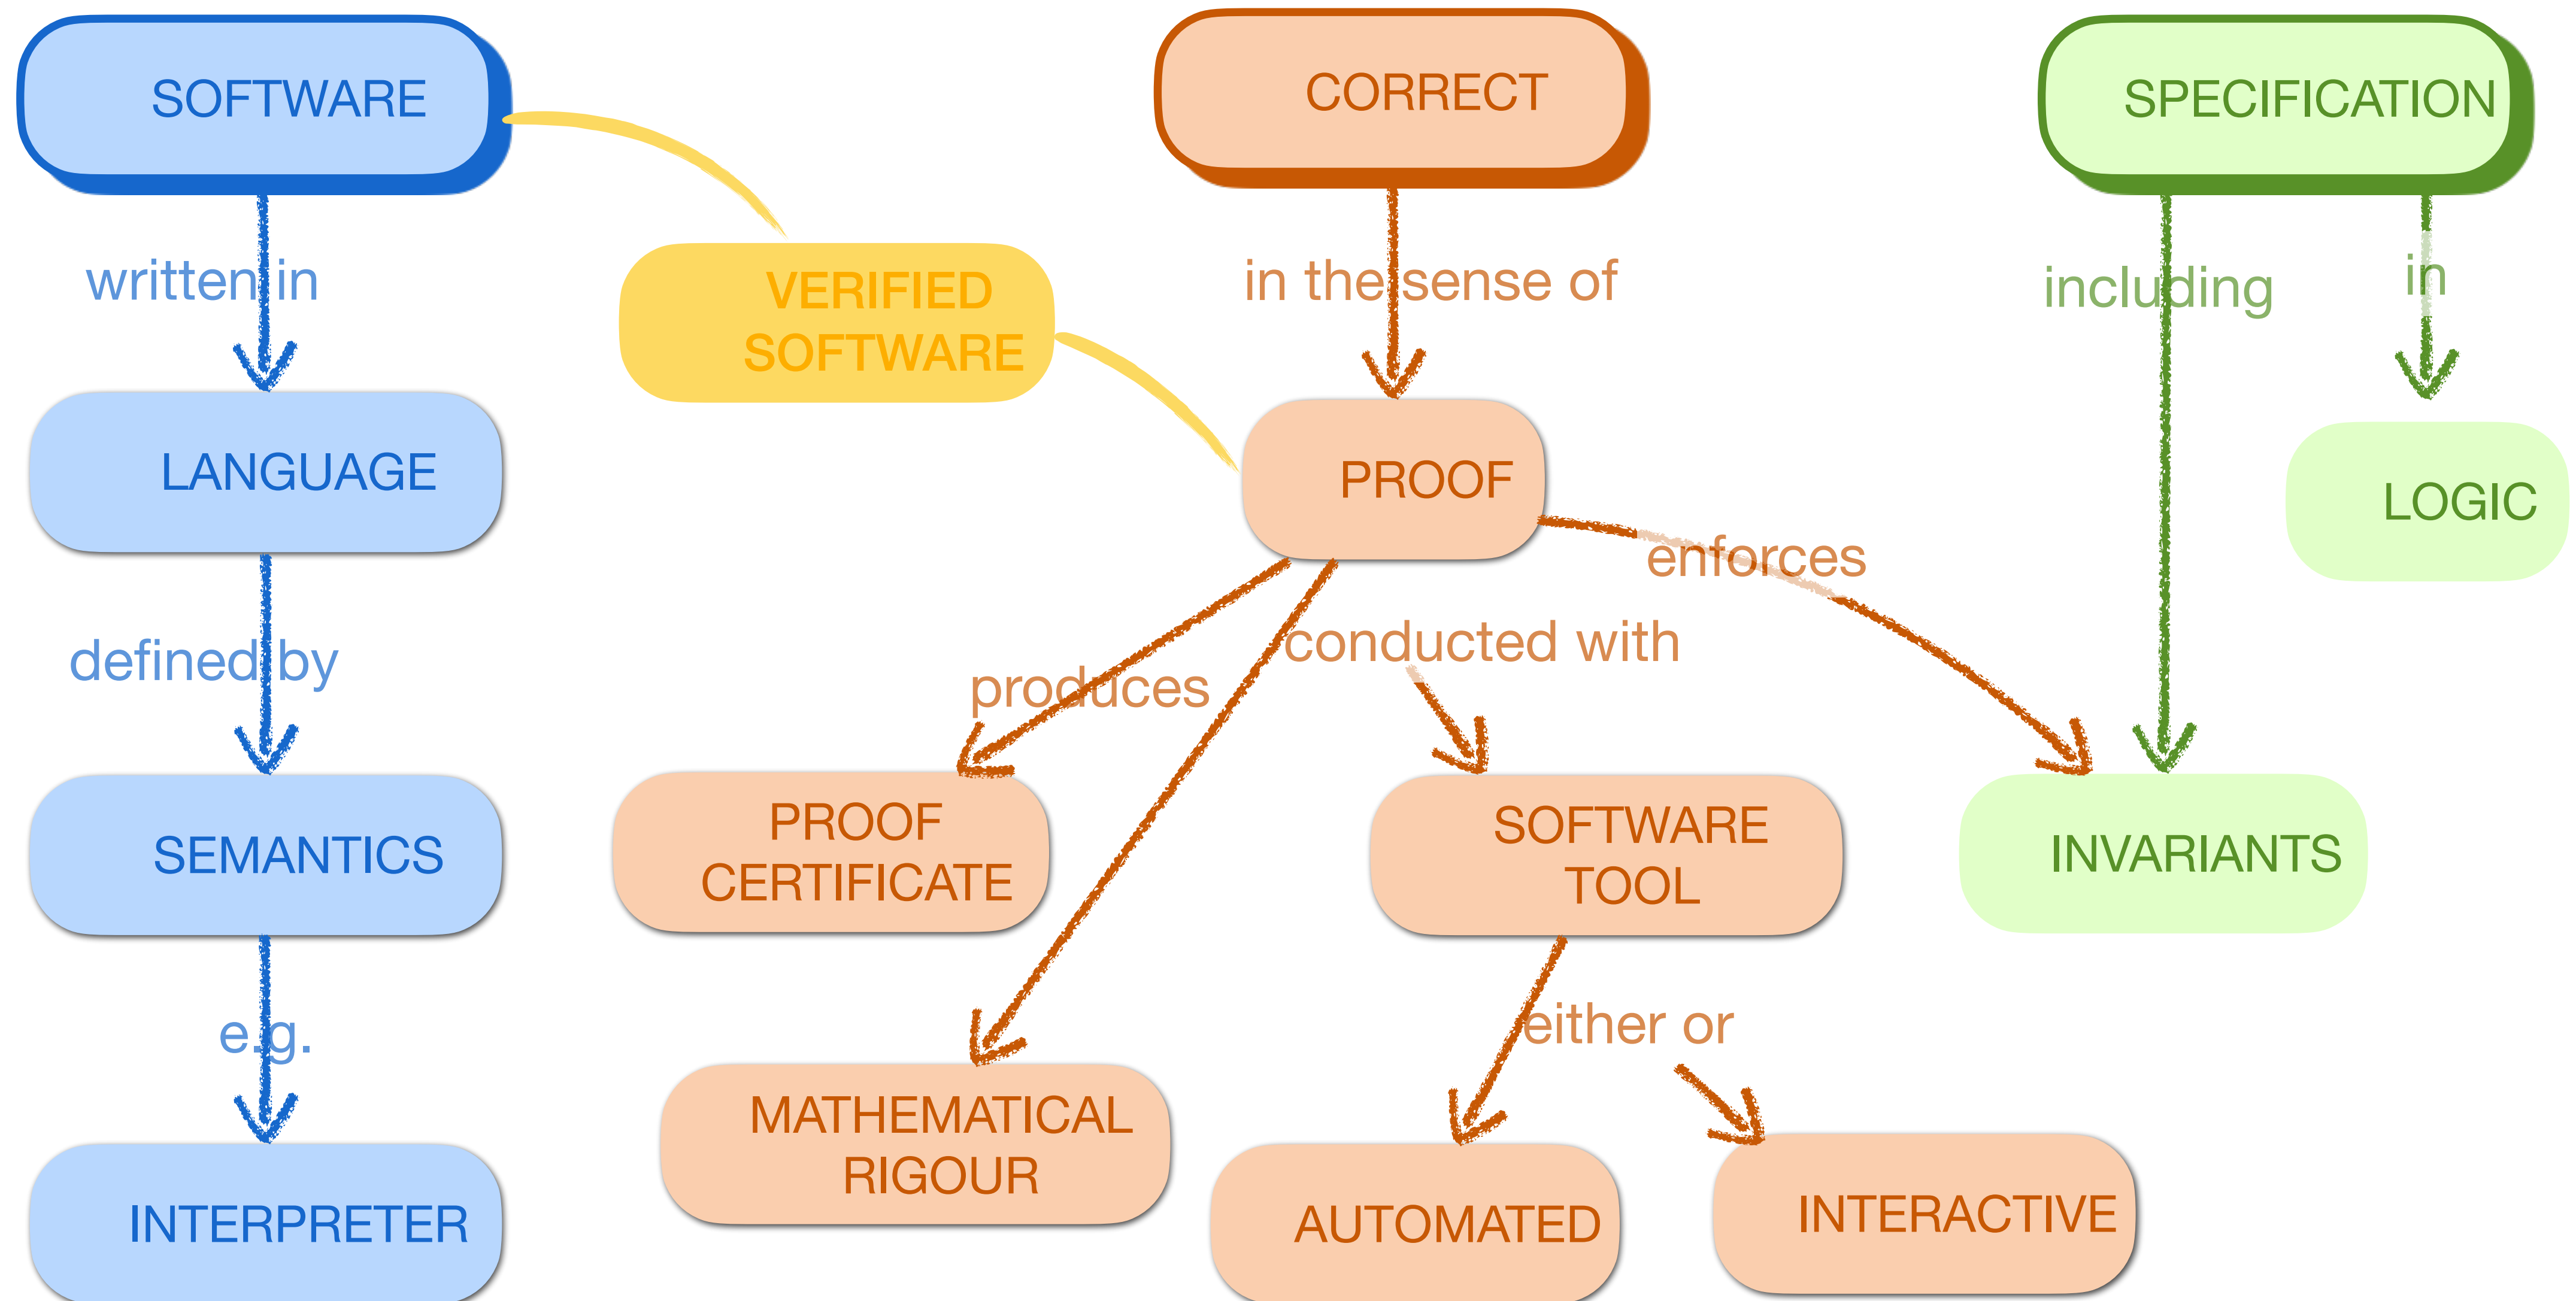 SOFTWARE
CORRECT
SPECIFICATION
written in
VERIFIED
SOFTWARE
in the sense of
including
in
LANGUAGE
PROOF
LOGIC
enforces
defined by
conducted with
produces
SEMANTICS
PROOF
CERTIFICATE
SOFTWARE
TOOL
INVARIANTS
e.g.
either or
MATHEMATICAL
RIGOUR
INTERPRETER
AUTOMATED
INTERACTIVE